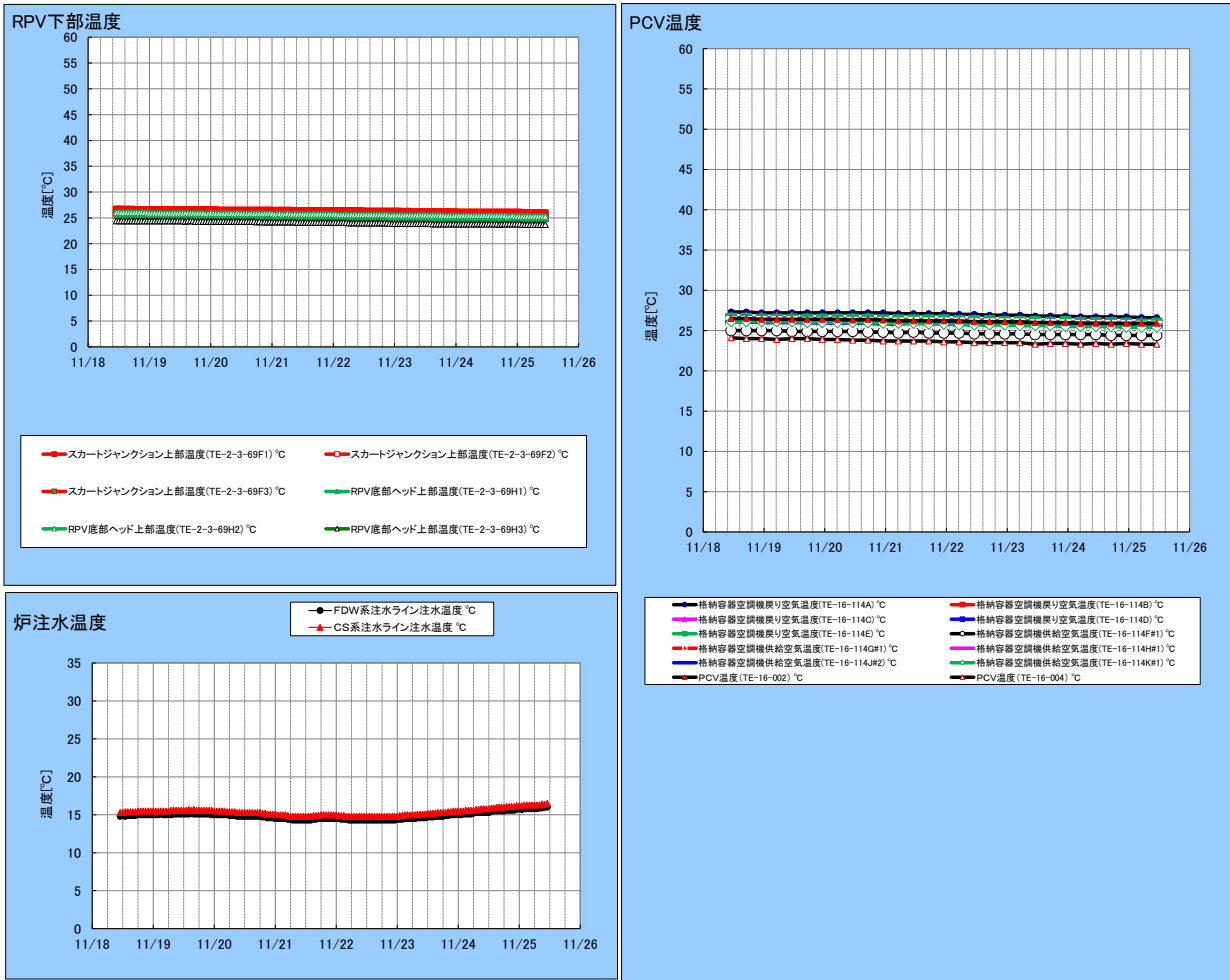 RPV下部温度
60
55
50
45
40
35
30
25
20
15
10
5
0
温度[℃]
11/18 11/19 11/20 11/21 11/22 11/23 11/24 11/25 11/26
スカートジャンクション上部温度(TE-2-3-69F1) ℃ スカートジャンクション上部温度(TE-2-3-69F2) ℃
スカートジャンクション上部温度(TE-2-3-69F3) ℃ RPV底部ヘッド上部温度(TE-2-3-69H1) ℃
RPV底部ヘッド上部温度(TE-2-3-69H2) ℃ RPV底部ヘッド上部温度(TE-2-3-69H3) ℃
炉注水温度
FDW系注水ライン注水温度 ℃
CS系注水ライン注水温度 ℃
35
30
25
20
15
10
5
0
温度[℃]
11/18 11/19 11/20 11/21 11/22 11/23 11/24 11/25 11/26
PCV温度
60
55
50
45
40
35
30
25
20
15
10
5
0
温度[℃]
11/18 11/19 11/20 11/21 11/22 11/23 11/24 11/25 11/26
格納容器空調機戻り空気温度(TE-16-114A) ℃ 格納容器空調機戻り空気温度(TE-16-114B) ℃
格納容器空調機戻り空気温度(TE-16-114C) ℃ 格納容器空調機戻り空気温度(TE-16-114D) ℃
格納容器空調機戻り空気温度(TE-16-114E) ℃ 格納容器空調機供給空気温度(TE-16-114F#1) ℃
格納容器空調機供給空気温度(TE-16-114G#1) ℃ 格納容器空調機供給空気温度(TE-16-114H#1) ℃
格納容器空調機供給空気温度(TE-16-114J#2) ℃ 格納容器空調機供給空気温度(TE-16-114K#1) ℃
PCV温度(TE-16-002) ℃ PCV温度(TE-16-004) ℃